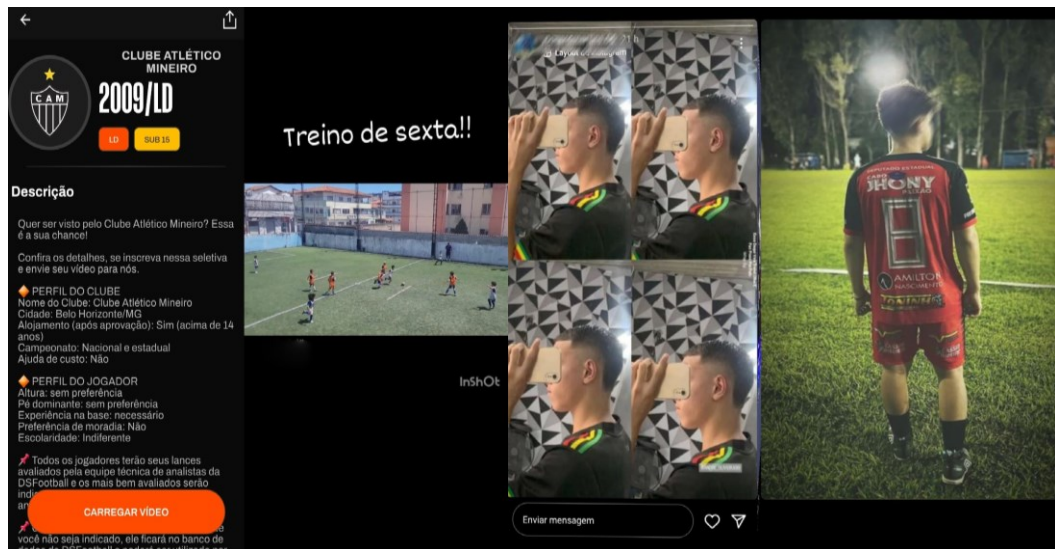 CLUBE ATLÉTICO
MINEIRO
CAM
2009/LD
LD
SUB 15
Descrição
Quer ser visto pelo Clube Atlético Mineiro? Essa
é a sua chance!
Confira os detalhes, se inscreva nessa seletiva
e envie seu vídeo para nós.
PERFIL DO CLUBE
Nome do Clube: Clube Atlético Mineiro
Cidade: Belo Horizonte/MG
Alojamento (após aprovação): Sim (acima de 14
anos)
Campeonato: Nacional e estadual
Ajuda de custo: Não
PERFIL DO JOGADOR
Altura: sem preferência
Pé dominante: sem preferência
Experiência na base: necessário
Preferência de moradia: Não
Escolaridade: Indiferente
Todos os jogadores terão seus lances
avaliados pela equipe técnica de analistas da
DSFootball e os mais bem avaliados serão
CARREGAR VÍDEO
você não seja indicado, ele ficará no banco de
Treino de sexta!!
InShOt
21 h
Enviar mensagem
DEPUTADO ESTADUAL
CABO
JHONY
PAIXÃO
8
AMILTON
NASCIMENTO